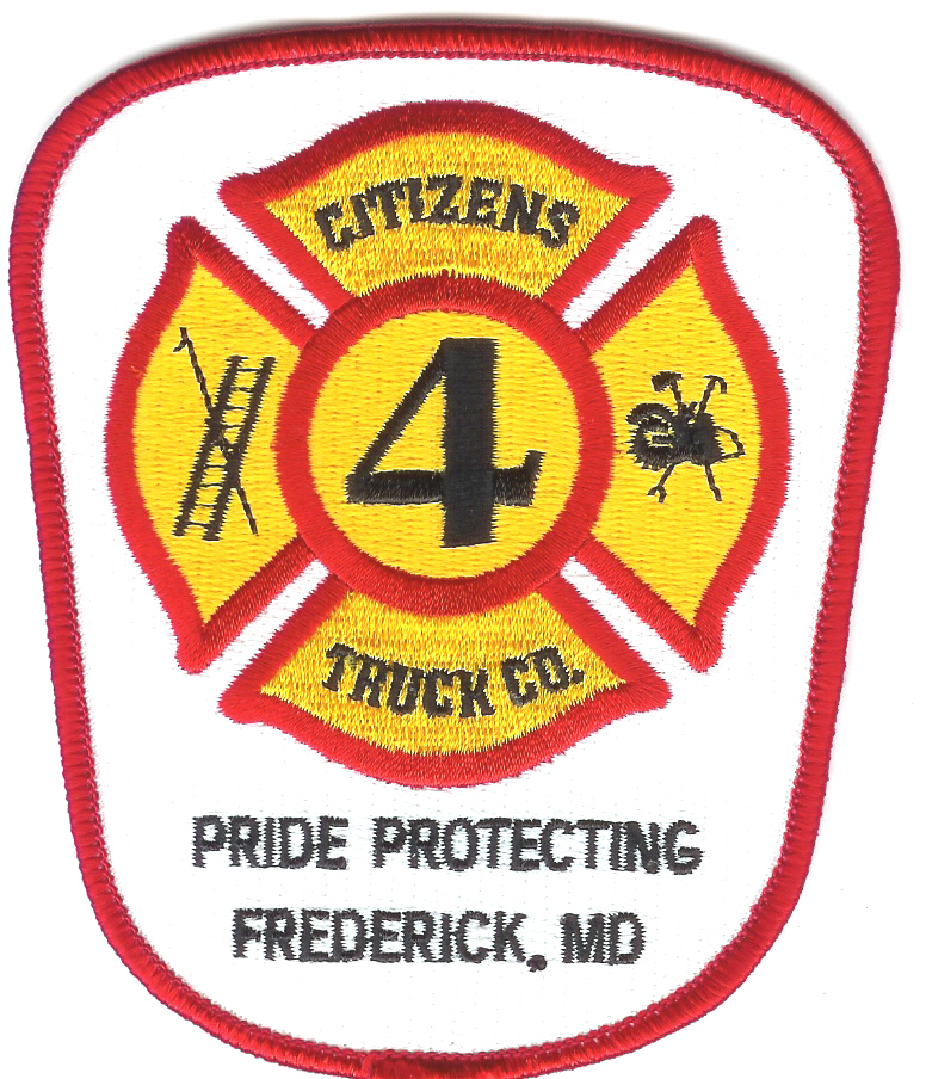 CITIZENS
4
TRUCK CO.
PRIDE PROTECTING
FREDERICK, MD